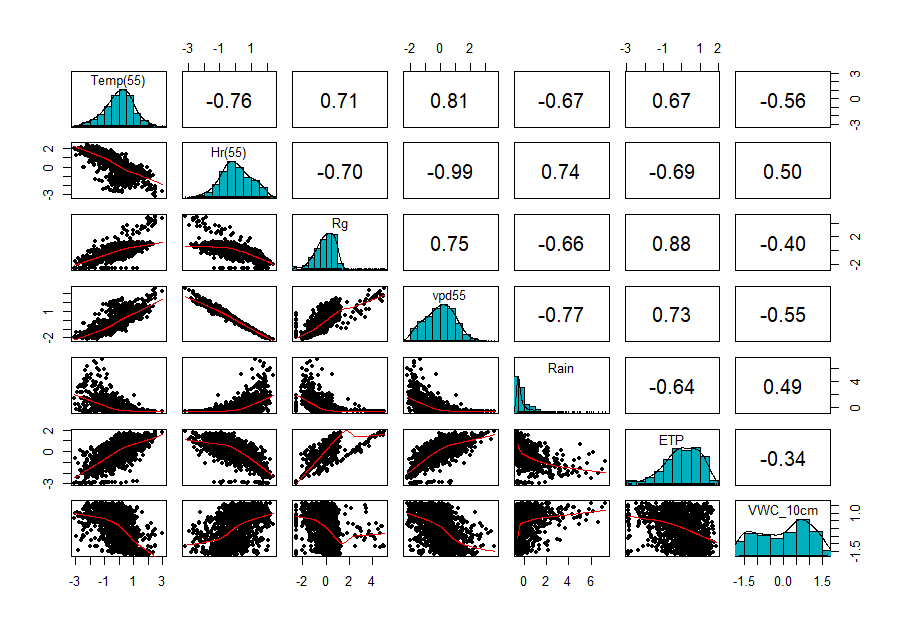 -3 -1 1 -2 0 2 -3 -1 1 2
Temp(55) -0.76 0.71 0.81 -0.67 0.67 -0.56 -3 0 2 3
2 0 -3 Hr(55) -0.70 -0.99 0.74 -0.69 0.50
Rg 0.75 -0.66 0.88 -0.40 -2 2
1 -2 vpd55 -0.77 0.73 -0.55
Rain -0.64 0.49 0 4
2 0 -3 ETP -0.34
VWC_10cm -1.5 1.0
-3 -1 1 3 -2 0 2 4 0 2 4 6 -1.5 0.0 1.5